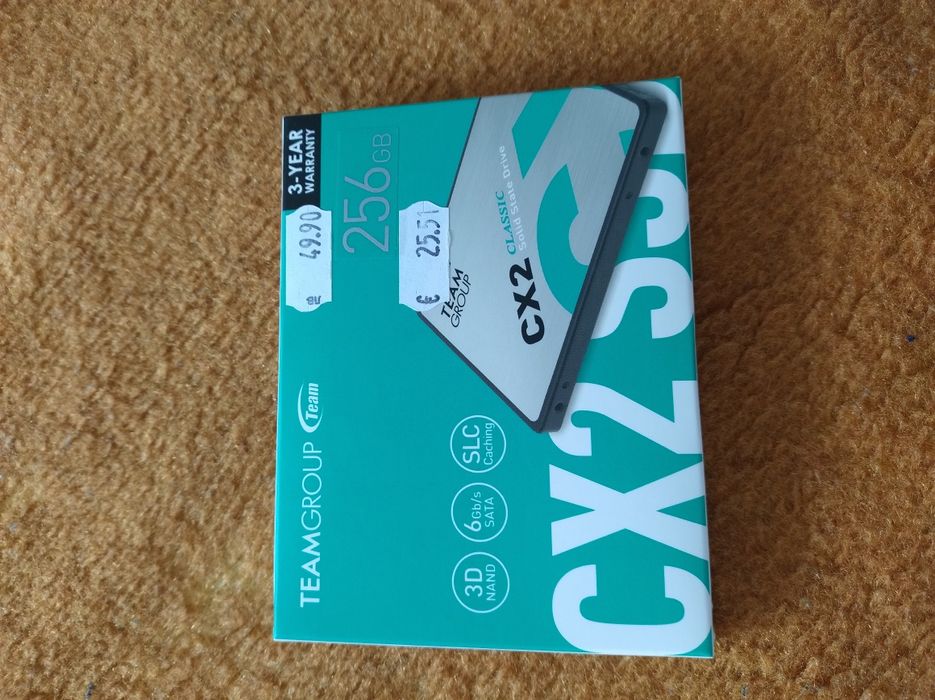 TEAMGROUP Team
3-YEAR
WARRANTY
49.90
256GB
€ 25.51
TEAM
GROUP
CX2 CLASSIC
Solid State Drive
3D
NAND
6Gb/s
SATA
SLC
Caching
CX2 SSD